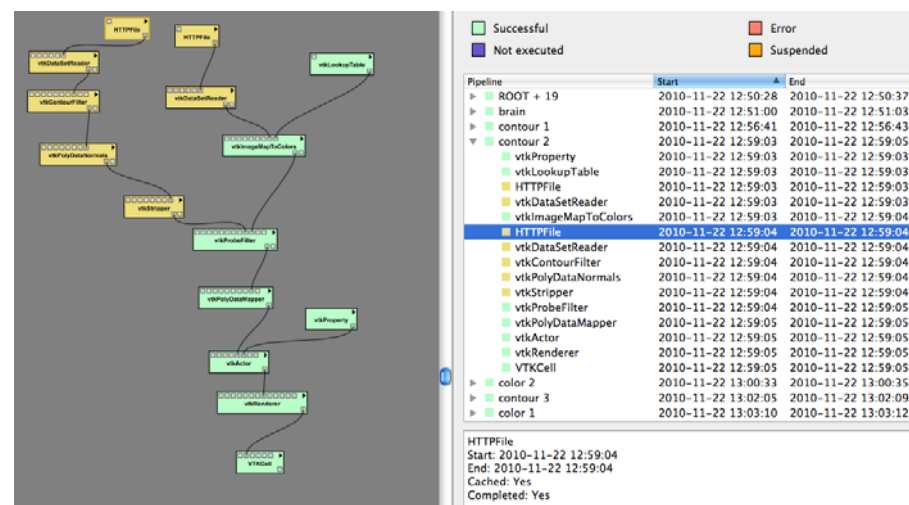 HTTPFile
HTTPFile
vtkDataSetReader
vtkLookupTable
vtkContourFilter
vtkDataSetReader
vtkImageMapToColors
vtkPolyDataNormals
vtkStripper
vtkProbeFilter
vtkPolyDataMapper
vtkProperty
vtkActor
vtkRenderer
VTKCell
Successful Error
Not executed Suspended
Pipeline Start End
ROOT + 19 2010-11-22 12:50:28 2010-11-22 12:50:37
brain 2010-11-22 12:51:00 2010-11-22 12:51:03
contour 1 2010-11-22 12:56:41 2010-11-22 12:56:43
contour 2 2010-11-22 12:59:03 2010-11-22 12:59:05
vtkProperty 2010-11-22 12:59:03 2010-11-22 12:59:03
vtkLookupTable 2010-11-22 12:59:03 2010-11-22 12:59:03
HTTPFile 2010-11-22 12:59:03 2010-11-22 12:59:03
vtkDataSetReader 2010-11-22 12:59:03 2010-11-22 12:59:03
vtkImageMapToColors 2010-11-22 12:59:03 2010-11-22 12:59:04
HTTPFile 2010-11-22 12:59:04 2010-11-22 12:59:04
vtkDataSetReader 2010-11-22 12:59:04 2010-11-22 12:59:04
vtkContourFilter 2010-11-22 12:59:04 2010-11-22 12:59:04
vtkPolyDataNormals 2010-11-22 12:59:04 2010-11-22 12:59:04
vtkStripper 2010-11-22 12:59:04 2010-11-22 12:59:04
vtkProbeFilter 2010-11-22 12:59:04 2010-11-22 12:59:05
vtkPolyDataMapper 2010-11-22 12:59:05 2010-11-22 12:59:05
vtkActor 2010-11-22 12:59:05 2010-11-22 12:59:05
vtkRenderer 2010-11-22 12:59:05 2010-11-22 12:59:05
VTKCell 2010-11-22 12:59:05 2010-11-22 12:59:05
color 2 2010-11-22 13:00:33 2010-11-22 13:00:35
contour 3 2010-11-22 13:02:05 2010-11-22 13:02:09
color 1 2010-11-22 13:03:10 2010-11-22 13:03:12
HTTPFile
Start: 2010-11-22 12:59:04
End: 2010-11-22 12:59:04
Cached: Yes
Completed: Yes